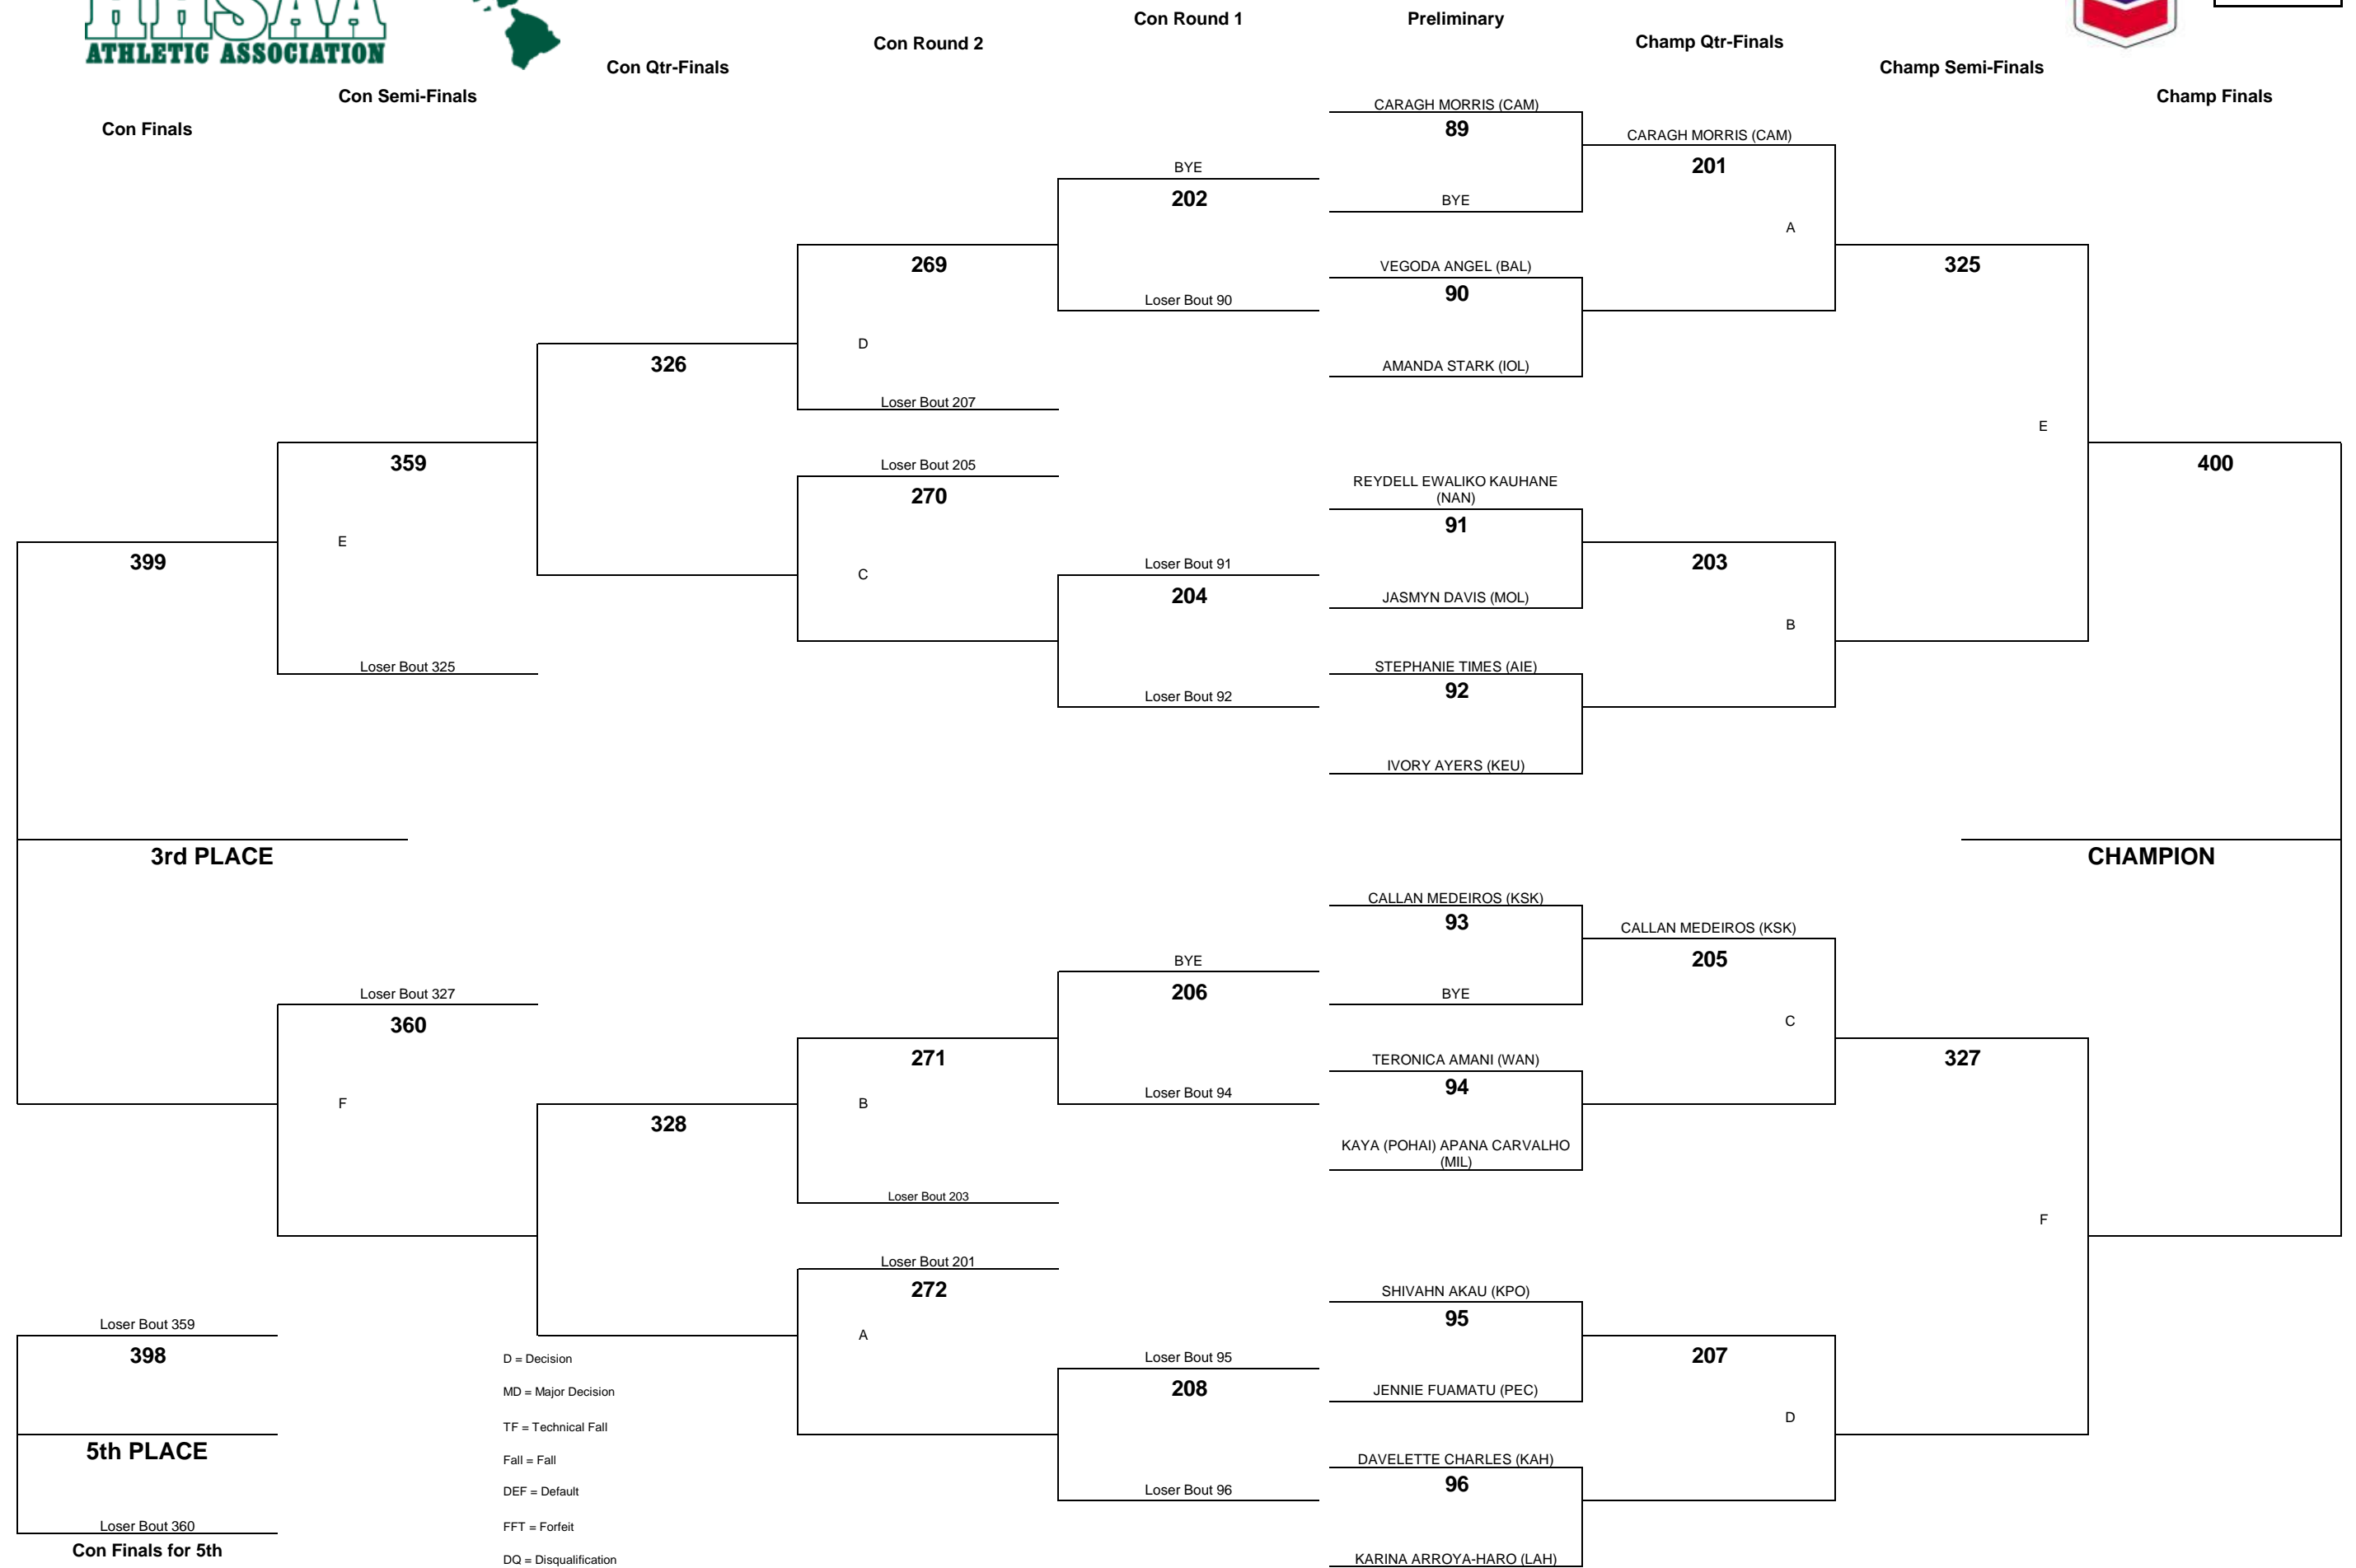 HHSAA
ATHLETIC ASSOCIATION
Con Finals
Con Semi-Finals
Con Qtr-Finals
Con Round 2
Con Round 1
Preliminary
Champ Qtr-Finals
Champ Semi-Finals
Champ Finals
CARAGH MORRIS (CAM)
89
BYE
VEGODA ANGEL (BAL)
90
AMANDA STARK (IOL)
REYDELL EWALIKO KAUHANE
(NAN)
91
JASMYN DAVIS (MOL)
STEPHANIE TIMES (AIE)
92
IVORY AYERS (KEU)
CALLAN MEDEIROS (KSK)
93
BYE
TERONICA AMANI (WAN)
94
KAYA (POHAI) APANA CARVALHO
(MIL)
SHIVAHN AKAU (KPO)
95
JENNIE FUAMATU (PEC)
DAVELETTE CHARLES (KAH)
96
KARINA ARROYA-HARO (LAH)
CARAGH MORRIS (CAM)
201
A
203
B
CALLAN MEDEIROS (KSK)
205
C
207
D
325
E
327
F
400
CHAMPION
BYE
202
Loser Bout 90
Loser Bout 91
204
Loser Bout 92
BYE
206
Loser Bout 94
Loser Bout 95
208
Loser Bout 96
269
D
Loser Bout 207
Loser Bout 205
270
C
271
B
Loser Bout 203
Loser Bout 201
272
A
326
328
359
E
Loser Bout 325
Loser Bout 327
360
F
399
3rd PLACE
Loser Bout 359
398
5th PLACE
Loser Bout 360
Con Finals for 5th
D = Decision
MD = Major Decision
TF = Technical Fall
Fall = Fall
DEF = Default
FFT = Forfeit
DQ = Disqualification